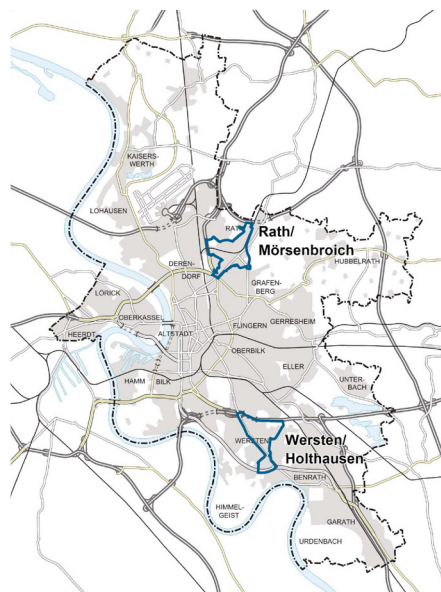 KAISERS-
WERTH
LOHAUSEN
RATH
Rath/
Mörsenbroich
HUBBELRATH
DEREN-
DORF
GRAFEN-
BERG
LÖRICK
OBERKASSEL
HEERDT
ALTSTADT
FLINGERN
GERRESHEIM
OBERBILK
ELLER
UNTER-
BACH
HAMM
BILK
WERSTEN
Wersten/
Holthausen
BENRATH
HIMMEL-
GEIST
GARATH
URDENBACH